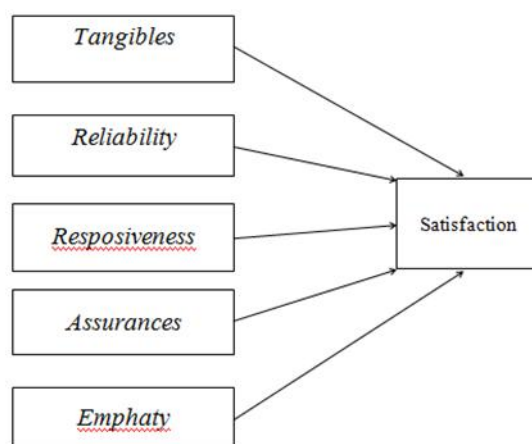 Tangibles
Reliability
Resposiveness
Satisfaction
Assurances
Emphaty